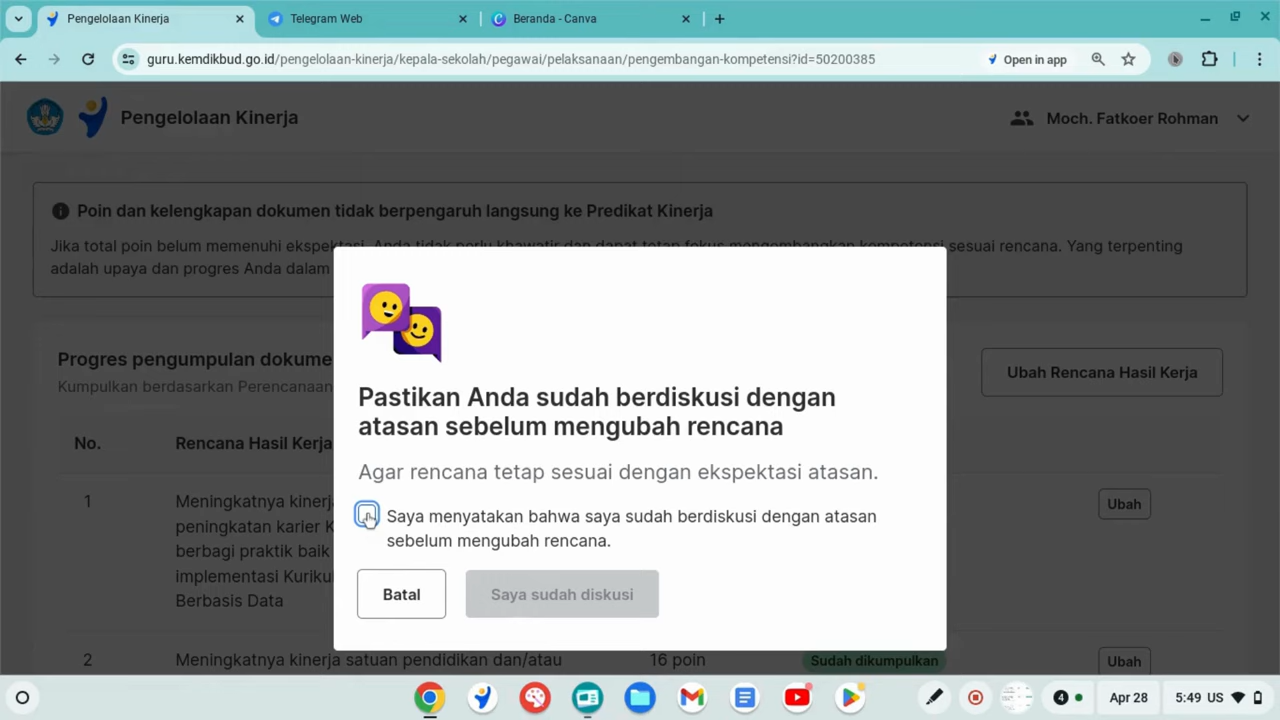 Pengelolaan Kinerja
Telegram Web
Beranda - Canva
guru.kemdikbud.go.id/pengelolaan-kinerja/kepala-sekolah/pegawai/pelaksanaan/pengembangan-kompetensi?id=50200385
Open in app
Pengelolaan Kinerja
Moch. Fatkoer Rohman
Poin dan kelengkapan dokumen tidak berpengaruh langsung ke Predikat Kinerja
Jika total poin belum memenuhi ekspektasi, Anda tidak perlu khawatir dan dapat tetap fokus mengembangkan kompetensi sesuai rencana. Yang terpenting
adalah upaya dan progres Anda dalam
Pastikan Anda sudah berdiskusi dengan
atasan sebelum mengubah rencana
Agar rencana tetap sesuai dengan ekspektasi atasan.
Saya menyatakan bahwa saya sudah berdiskusi dengan atasan
sebelum mengubah rencana.
Batal
Saya sudah diskusi
Progres pengumpulan dokume
Kumpulkan berdasarkan Perencanaan
Ubah Rencana Hasil Kerja
No.
Rencana Hasil Kerja
1
Meningkatnya kinerj
peningkatan karier K
berbagi praktik baik
implementasi Kuriku
Berbasis Data
Ubah
2
Meningkatnya kinerja satuan pendidikan dan/atau
16 poin
Sudah dikumpulkan
Ubah
4
Apr 28
5:49 US